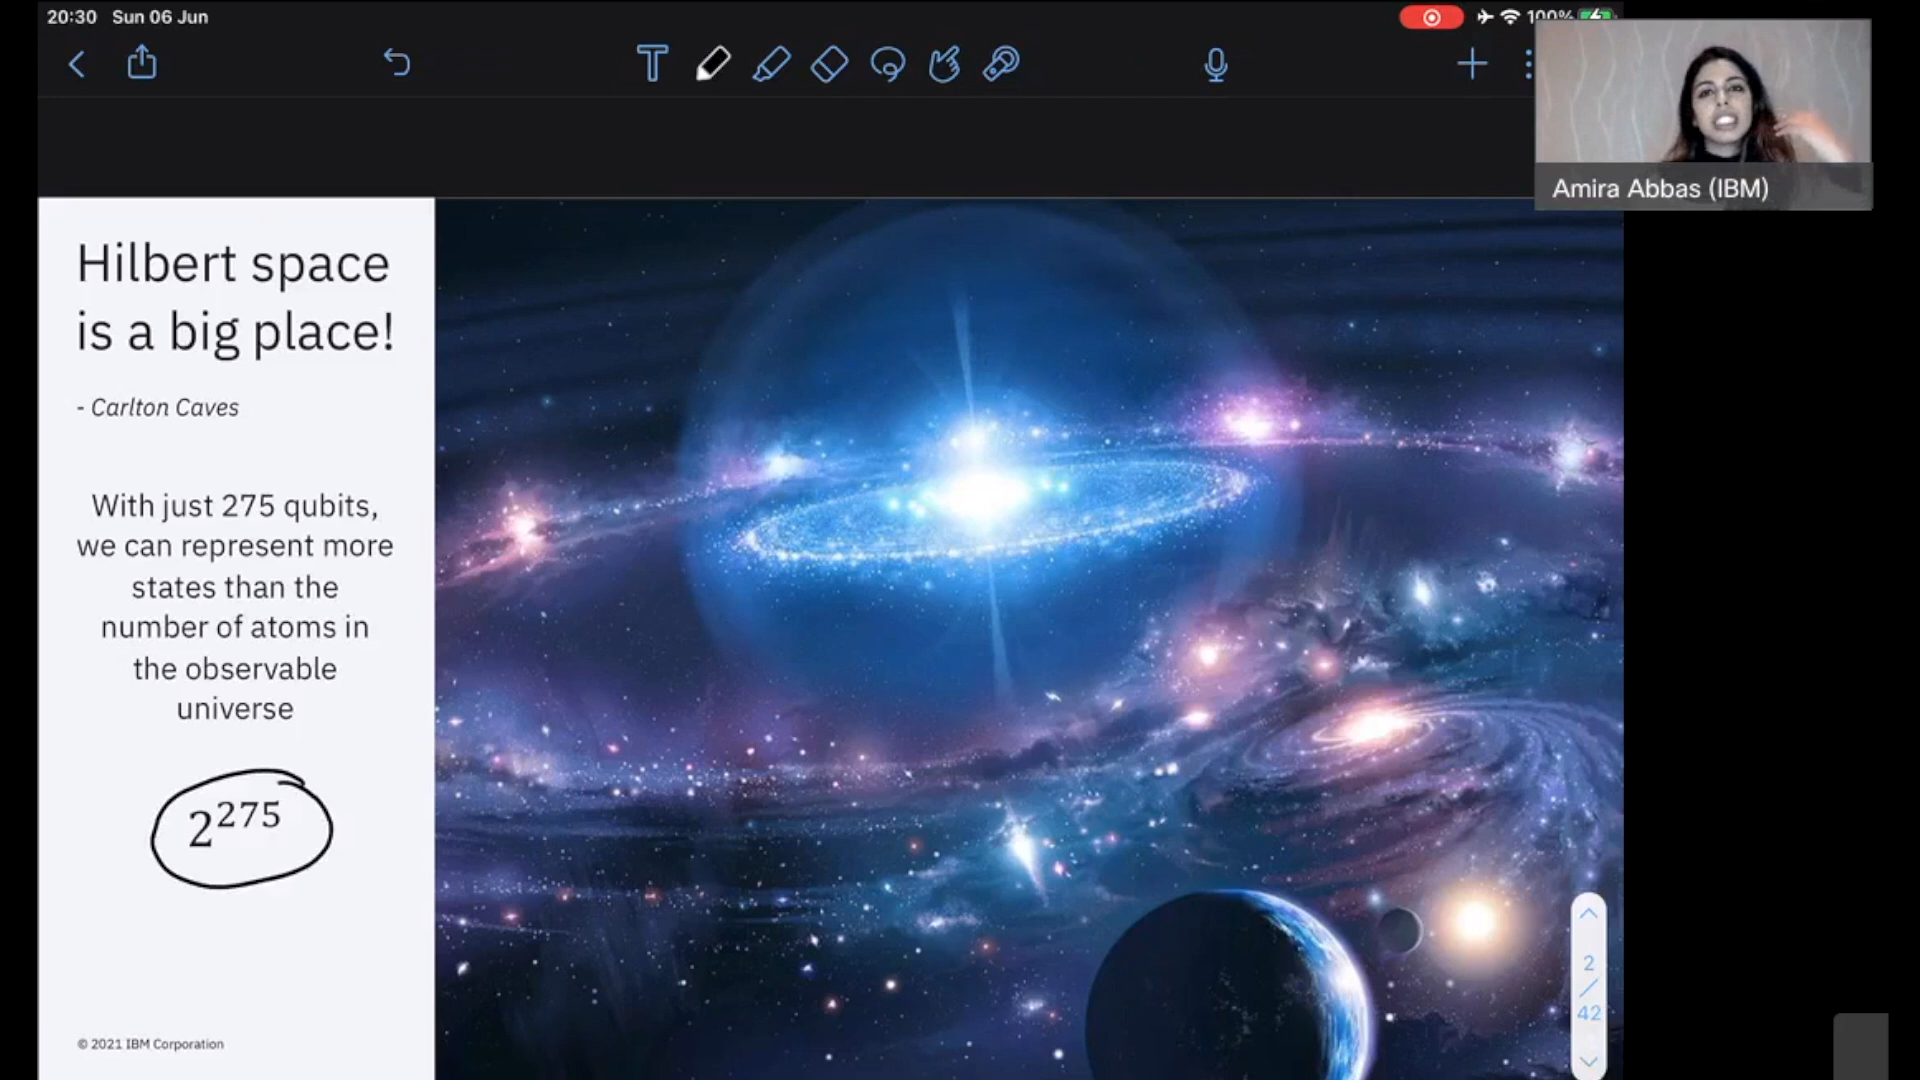 20:30 Sun 06 Jun
100%
T
Amira Abbas (IBM)
Hilbert space
is a big place!
- Carlton Caves
With just 275 qubits,
we can represent more
states than the
number of atoms in
the observable
universe
2²⁷⁵
© 2021 IBM Corporation
2
/
42